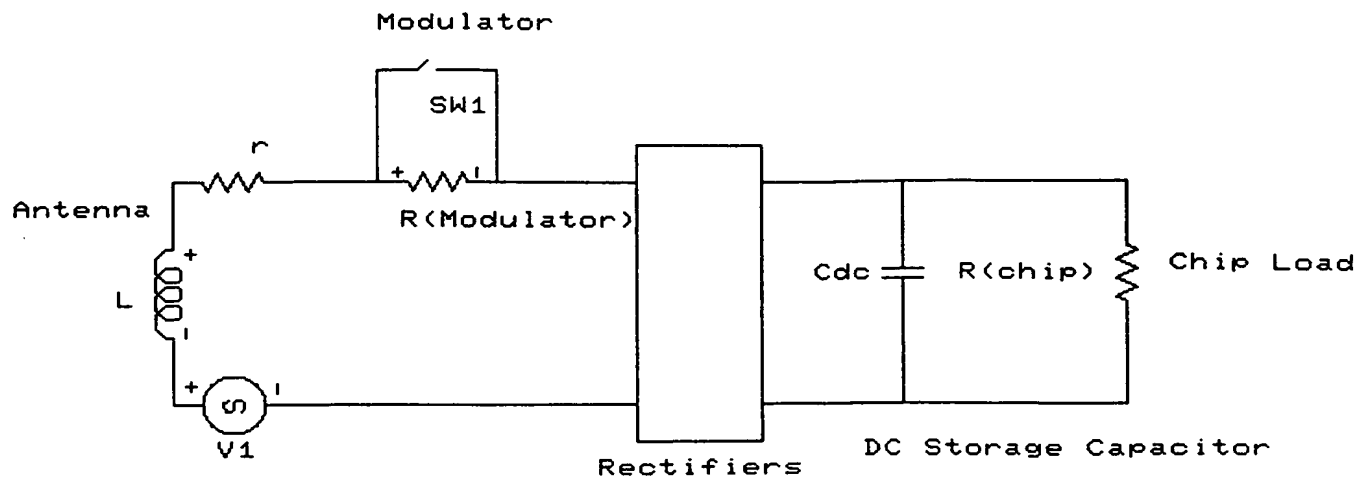 Modulator
SW1
r
+ −
R(Modulator)
Antenna
+
L
−
+ −
S
V1
Rectifiers
Cdc
R(chip)
Chip Load
DC Storage Capacitor